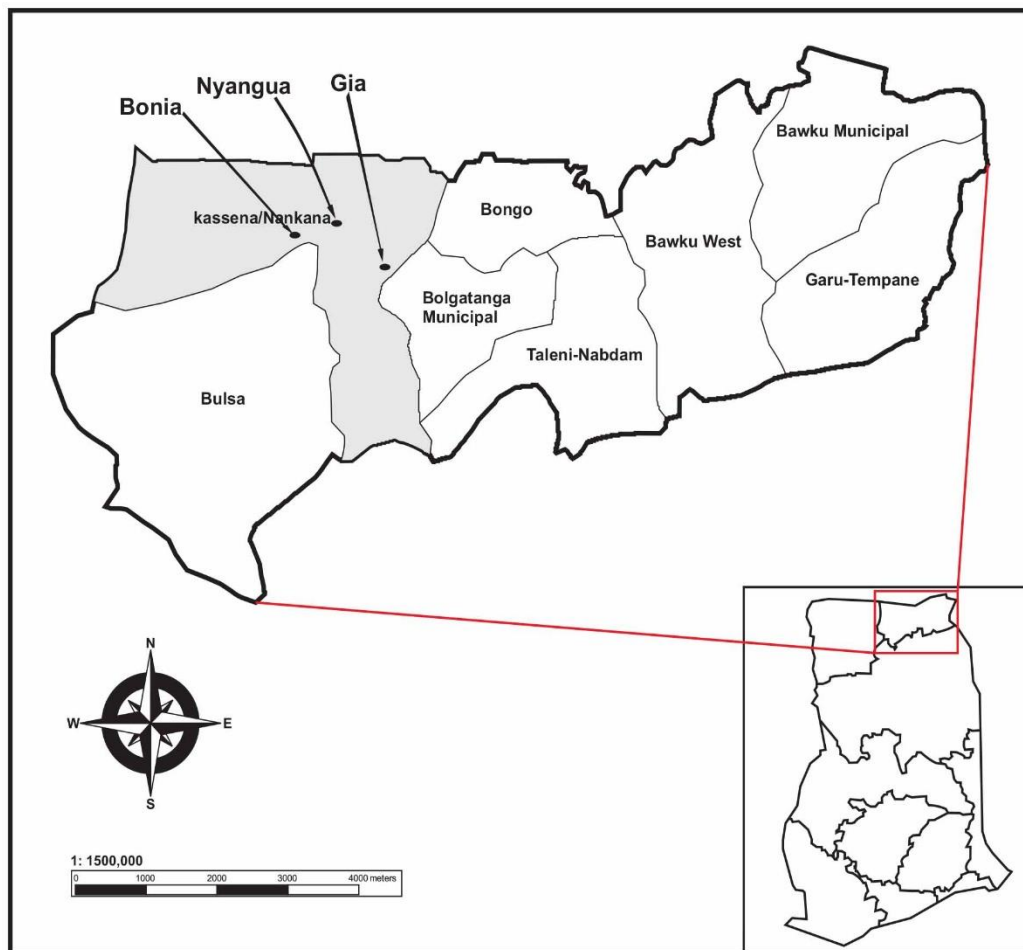 Bonia
Nyangua
Gia
kassena/Nankana
Bongo
Bawku Municipal
Bawku West
Garu-Tempane
Bolgatanga
Municipal
Taleni-Nabdam
Bulsa
N
W
E
S
1: 1500,000
0 1000 2000 3000 4000 meters